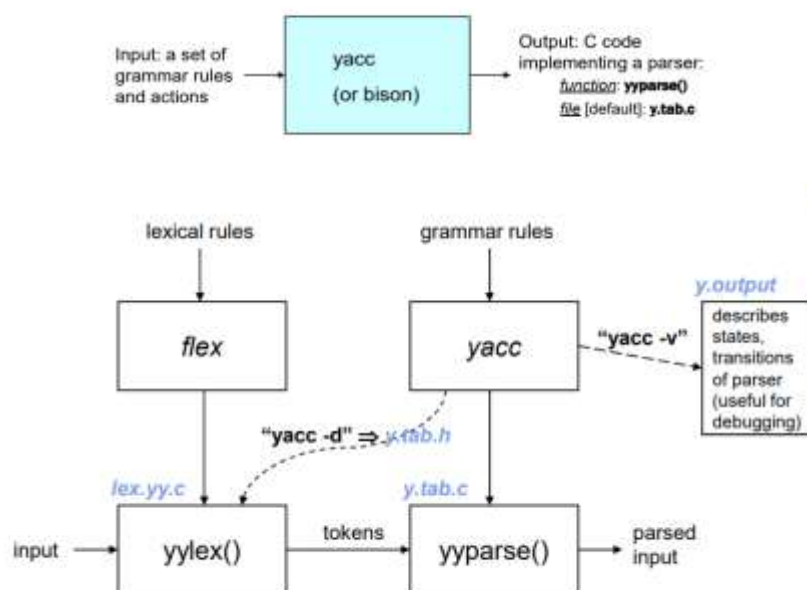 Input: a set of
grammar rules
and actions
yacc
(or bison)
Output: C code
implementing a parser:
function: yyparse()
file [default]: y.tab.c
lexical rules
grammar rules
y.output
flex
yacc
"yacc -v"
describes
states,
transitions
of parser
(useful for
debugging)
"yacc -d" ⇒ y.tab.h
lex.yy.c
y.tab.c
input
yylex()
tokens
yyparse()
parsed
input